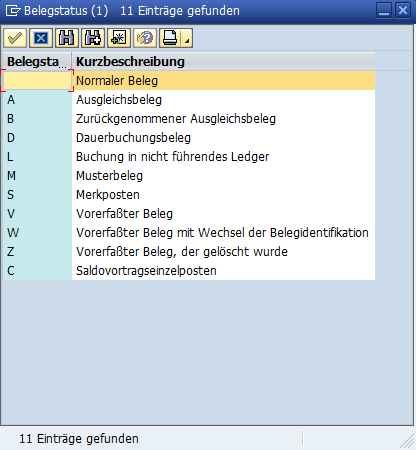 Belegstatus (1) 11 Einträge gefunden
Belegsta... Kurzbeschreibung
Normaler Beleg
A Ausgleichsbeleg
B Zurückgenommener Ausgleichsbeleg
D Dauerbuchungsbeleg
L Buchung in nicht führendes Ledger
M Musterbeleg
S Merkposten
V Vorerfaßter Beleg
W Vorerfaßter Beleg mit Wechsel der Belegidentifikation
Z Vorerfaßter Beleg, der gelöscht wurde
C Saldovortragseinzelposten
11 Einträge gefunden